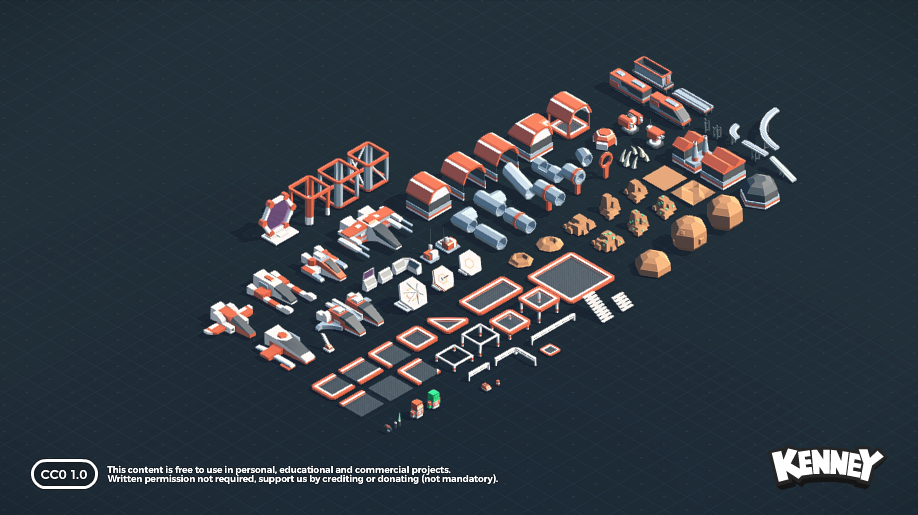 CC0 1.0
This content is free to use in personal, educational and commercial projects.
Written permission not required, support us by crediting or donating (not mandatory).
KENNEY